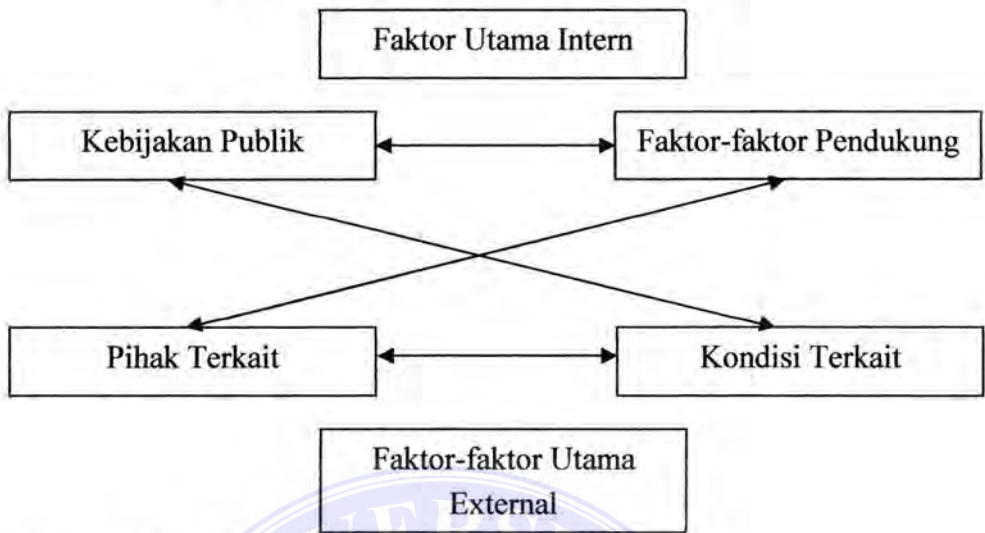 Faktor Utama Intern
Kebijakan Publik
Faktor-faktor Pendukung
Pihak Terkait
Kondisi Terkait
Faktor-faktor Utama
External